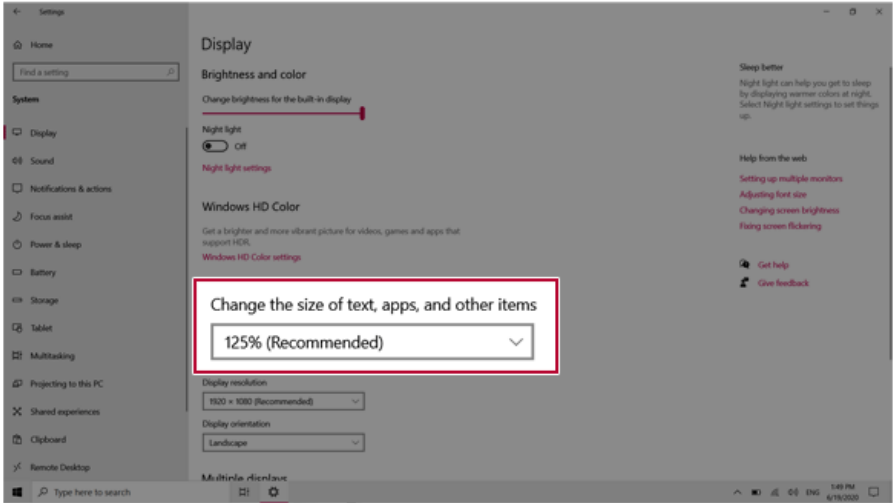 Settings
Home
Find a setting
System
Display
Sound
Notifications & actions
Focus assist
Power & sleep
Battery
Storage
Tablet
Multitasking
Projecting to this PC
Shared experiences
Clipboard
Remote Desktop
Display
Brightness and color
Change brightness for the built-in display
Night light
Off
Night light settings
Windows HD Color
Get a brighter and more vibrant picture for videos, games and apps that
support HDR.
Windows HD Color settings
Change the size of text, apps, and other items
125% (Recommended)
Display resolution
1920 × 1080 (Recommended)
Display orientation
Landscape
Multiple displays
Sleep better
Night light can help you get to sleep
by displaying warmer colors at night.
Select Night light settings to set things
up.
Help from the web
Setting up multiple monitors
Adjusting font size
Changing screen brightness
Fixing screen flickering
Get help
Give feedback
Type here to search
ENG
1:49 PM
6/19/2020